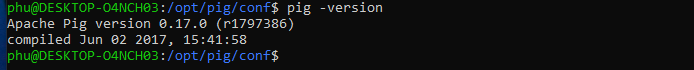 phu@DESKTOP-O4NCH03:/opt/pig/conf$ pig -version
Apache Pig version 0.17.0 (r1797386)
compiled Jun 02 2017, 15:41:58
phu@DESKTOP-O4NCH03:/opt/pig/conf$